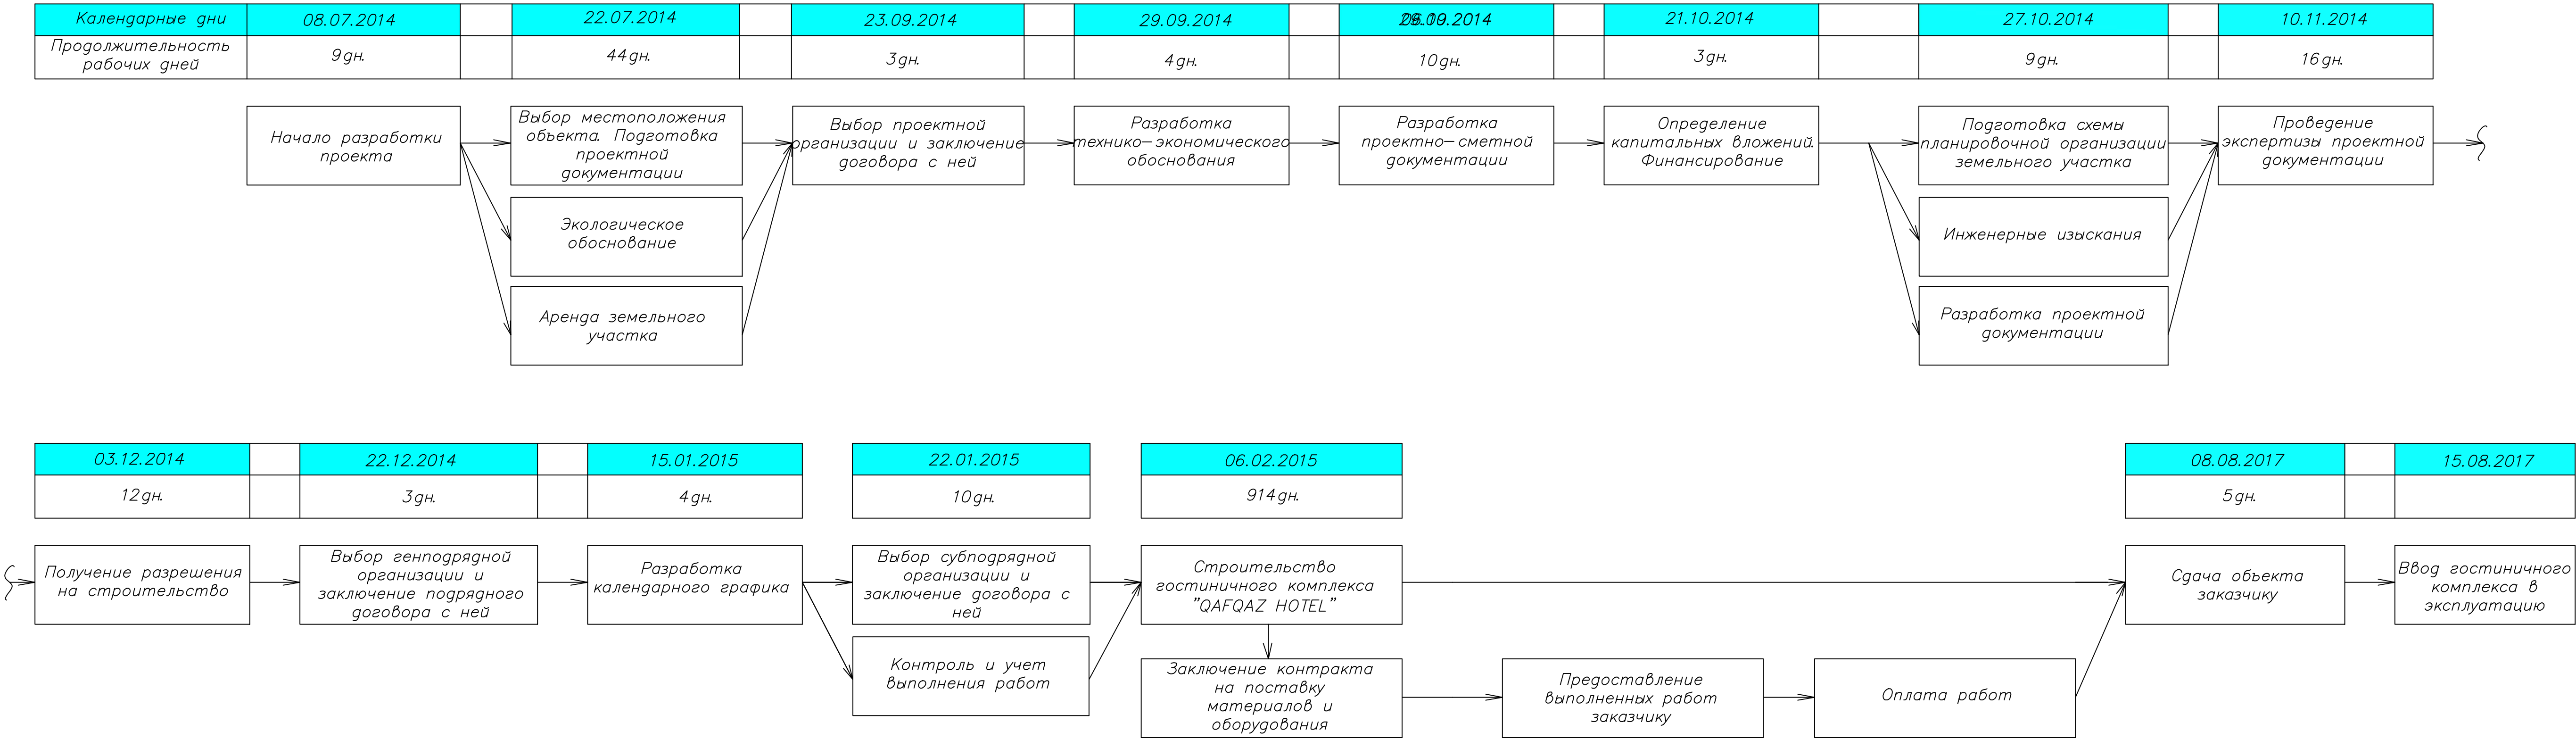 Календарные дни
08.07.2014
22.07.2014
23.09.2014
29.09.2014
21.10.2014
27.10.2014
10.11.2014
Продолжительность
рабочих дней
9дн.
44дн.
3дн.
4дн.
10дн.
3дн.
9дн.
16дн.
Начало разработки
проекта
Выбор местоположения
объекта. Подготовка
проектной
документации
Экологическое
обоснование
Аренда земельного
участка
Выбор проектной
организации и заключение
договора с ней
Разработка
технико-экономического
обоснования
Разработка
проектно-сметной
документации
Определение
капитальных вложений.
Финансирование
Подготовка схемы
планировочной организации
земельного участка
Инженерные изыскания
Разработка проектной
документации
Проведение
экспертизы проектной
документации
03.12.2014
22.12.2014
15.01.2015
22.01.2015
06.02.2015
08.08.2017
15.08.2017
12дн.
3дн.
4дн.
10дн.
914дн.
5дн.
Получение разрешения
на строительство
Выбор генподрядной
организации и
заключение подрядного
договора с ней
Разработка
календарного графика
Выбор субподрядной
организации и
заключение договора с
ней
Контроль и учет
выполнения работ
Строительство
гостиничного комплекса
"QAFQAZ HOTEL"
Заключение контракта
на поставку
материалов и
оборудования
Предоставление
выполненных работ
заказчику
Оплата работ
Сдача объекта
заказчику
Ввод гостиничного
комплекса в
эксплуатацию